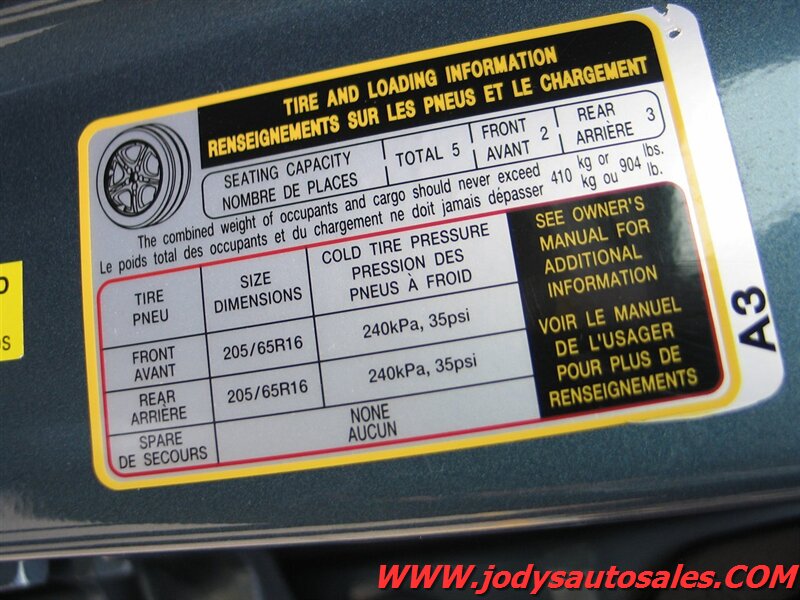 TIRE AND LOADING INFORMATION
RENSEIGNEMENTS SUR LES PNEUS ET LE CHARGEMENT
SEATING CAPACITY
NOMBRE DE PLACES
TOTAL 5
FRONT
AVANT 2
REAR
ARRIÈRE 3
The combined weight of occupants and cargo should never exceed 410 kg or 904 lbs.
Le poids total des occupants et du chargement ne doit jamais dépasser 410 kg ou 904 lb.
TIRE
PNEU
SIZE
DIMENSIONS
COLD TIRE PRESSURE
PRESSION DES
PNEUS À FROID
FRONT
AVANT
205/65R16
240kPa, 35psi
REAR
ARRIÈRE
205/65R16
240kPa, 35psi
SPARE
DE SECOURS
NONE
AUCUN
SEE OWNER'S
MANUAL FOR
ADDITIONAL
INFORMATION
VOIR LE MANUEL
DE L'USAGER
POUR PLUS DE
RENSEIGNEMENTS
A3
WWW.jodysautosales.COM